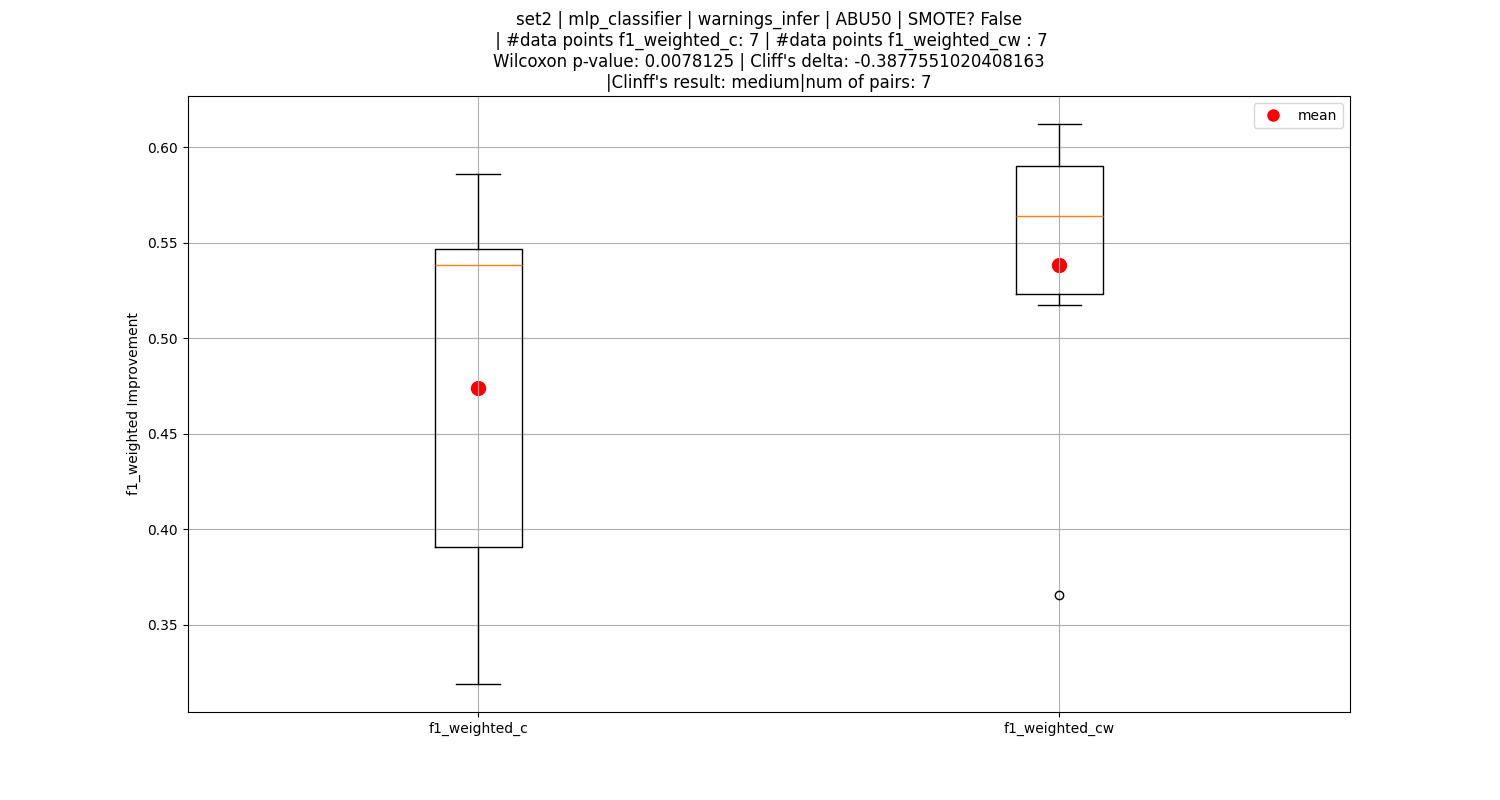 set2 | mlp_classifier | warnings_infer | ABU50 | SMOTE? False
| #data points f1_weighted_c: 7 | #data points f1_weighted_cw : 7
Wilcoxon p-value: 0.0078125 | Cliff's delta: -0.3877551020408163
|Clinff's result: medium|num of pairs: 7
mean
0.60
0.55
0.50
0.45
0.40
0.35
f1_weighted Improvement
f1_weighted_c
f1_weighted_cw